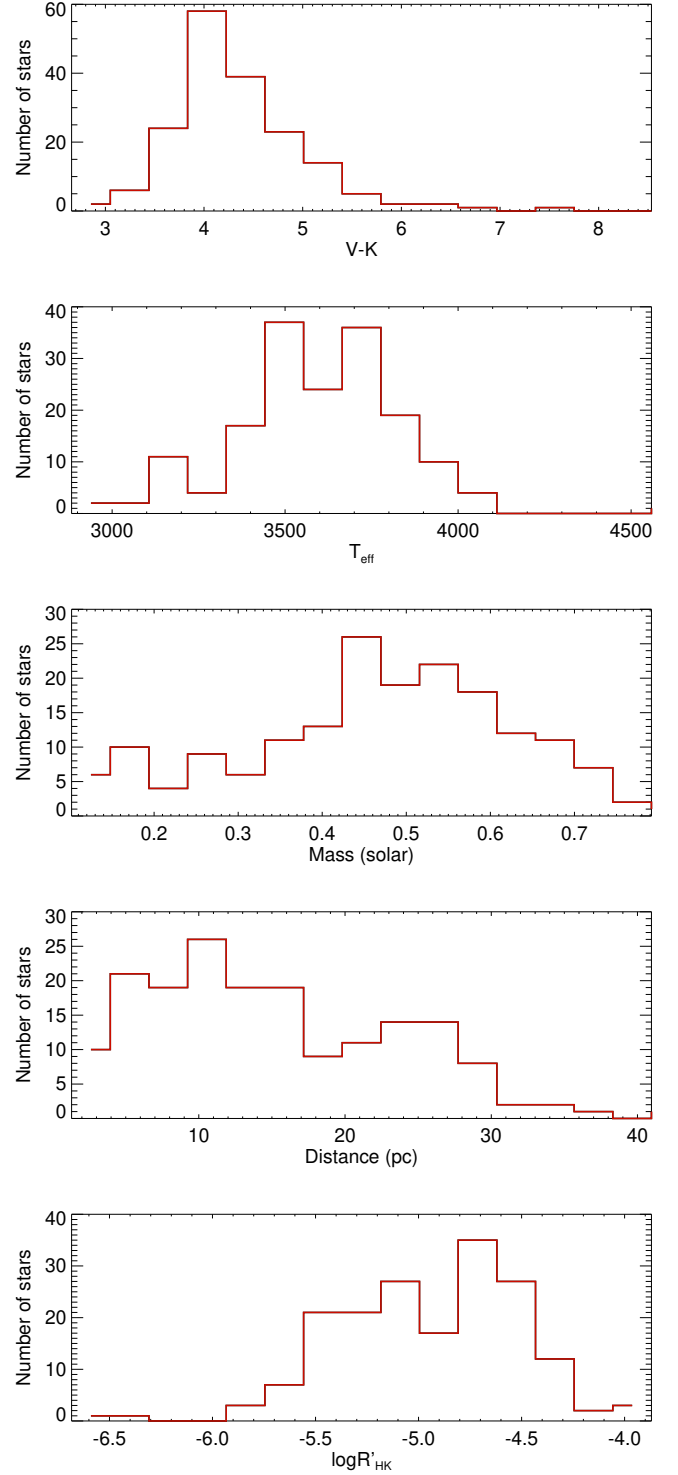 60
40
20
0
Number of stars
3 4 5 6 7 8
V-K
40
30
20
10
0
Number of stars
3000 3500 4000 4500
T_eff
30
25
20
15
10
5
0
Number of stars
0.2 0.3 0.4 0.5 0.6 0.7
Mass (solar)
30
25
20
15
10
5
0
Number of stars
10 20 30 40
Distance (pc)
40
30
20
10
0
Number of stars
-6.5 -6.0 -5.5 -5.0 -4.5 -4.0
logR'_HK